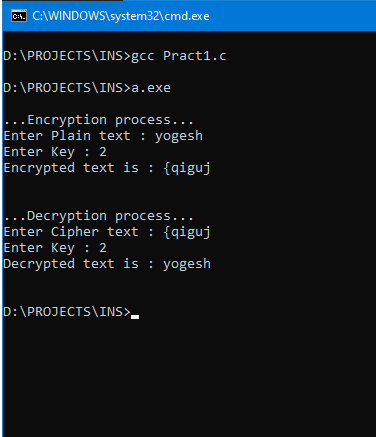 C:\WINDOWS\system32\cmd.exe
D:\PROJECTS\INS>gcc Pract1.c
D:\PROJECTS\INS>a.exe
...Encryption process...
Enter Plain text : yogesh
Enter Key : 2
Encrypted text is : {qiguj
...Decryption process...
Enter Cipher text : {qiguj
Enter Key : 2
Decrypted text is : yogesh
D:\PROJECTS\INS>